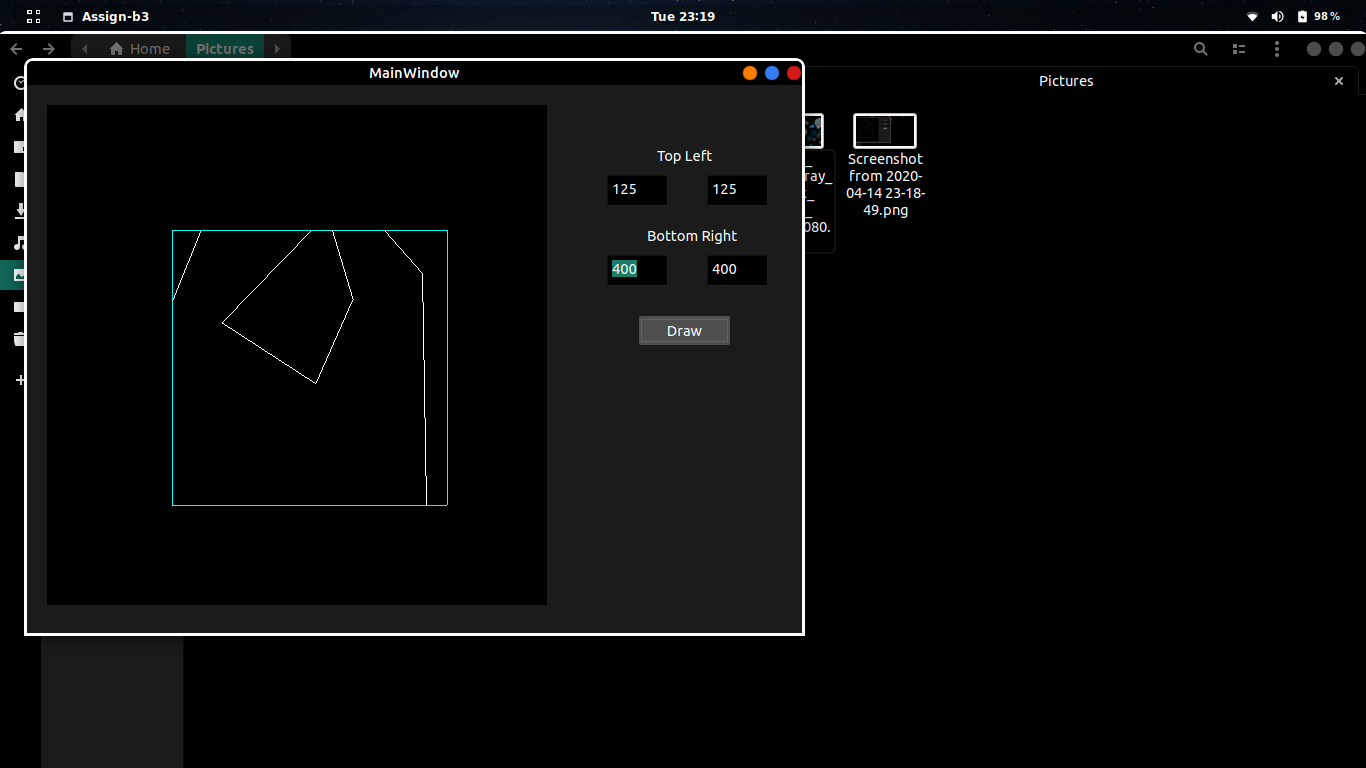 Assign-b3
Tue 23:19
98 %
Home
Pictures
MainWindow
Pictures
Top Left
125
125
Bottom Right
400
400
Draw
_
ray_
_
_
080.
Screenshot
from 2020-
04-14 23-18-
49.png